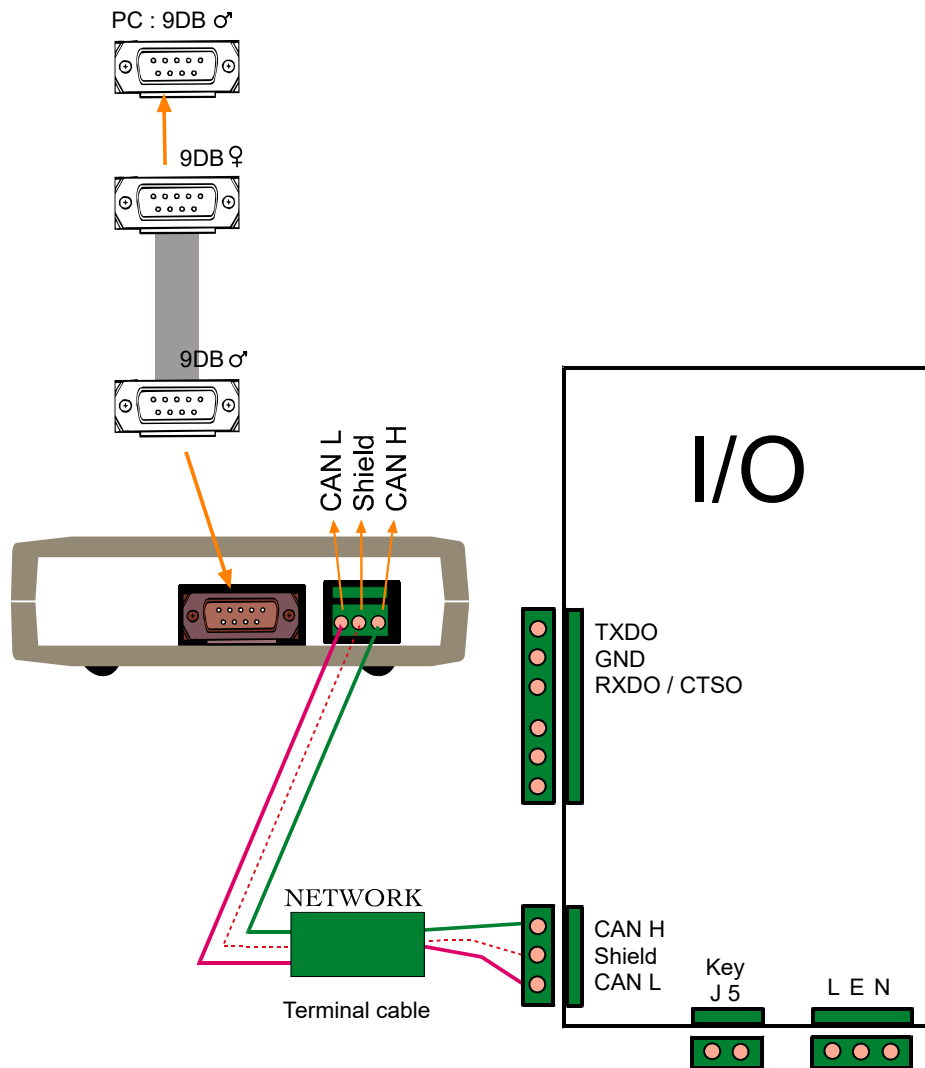 PC : 9DB ♂
9DB ♀
9DB ♂
CAN L
Shield
CAN H
I/O
TXDO
GND
RXDO / CTSO
NETWORK
Terminal cable
CAN H
Shield
CAN L
Key
J 5
L E N